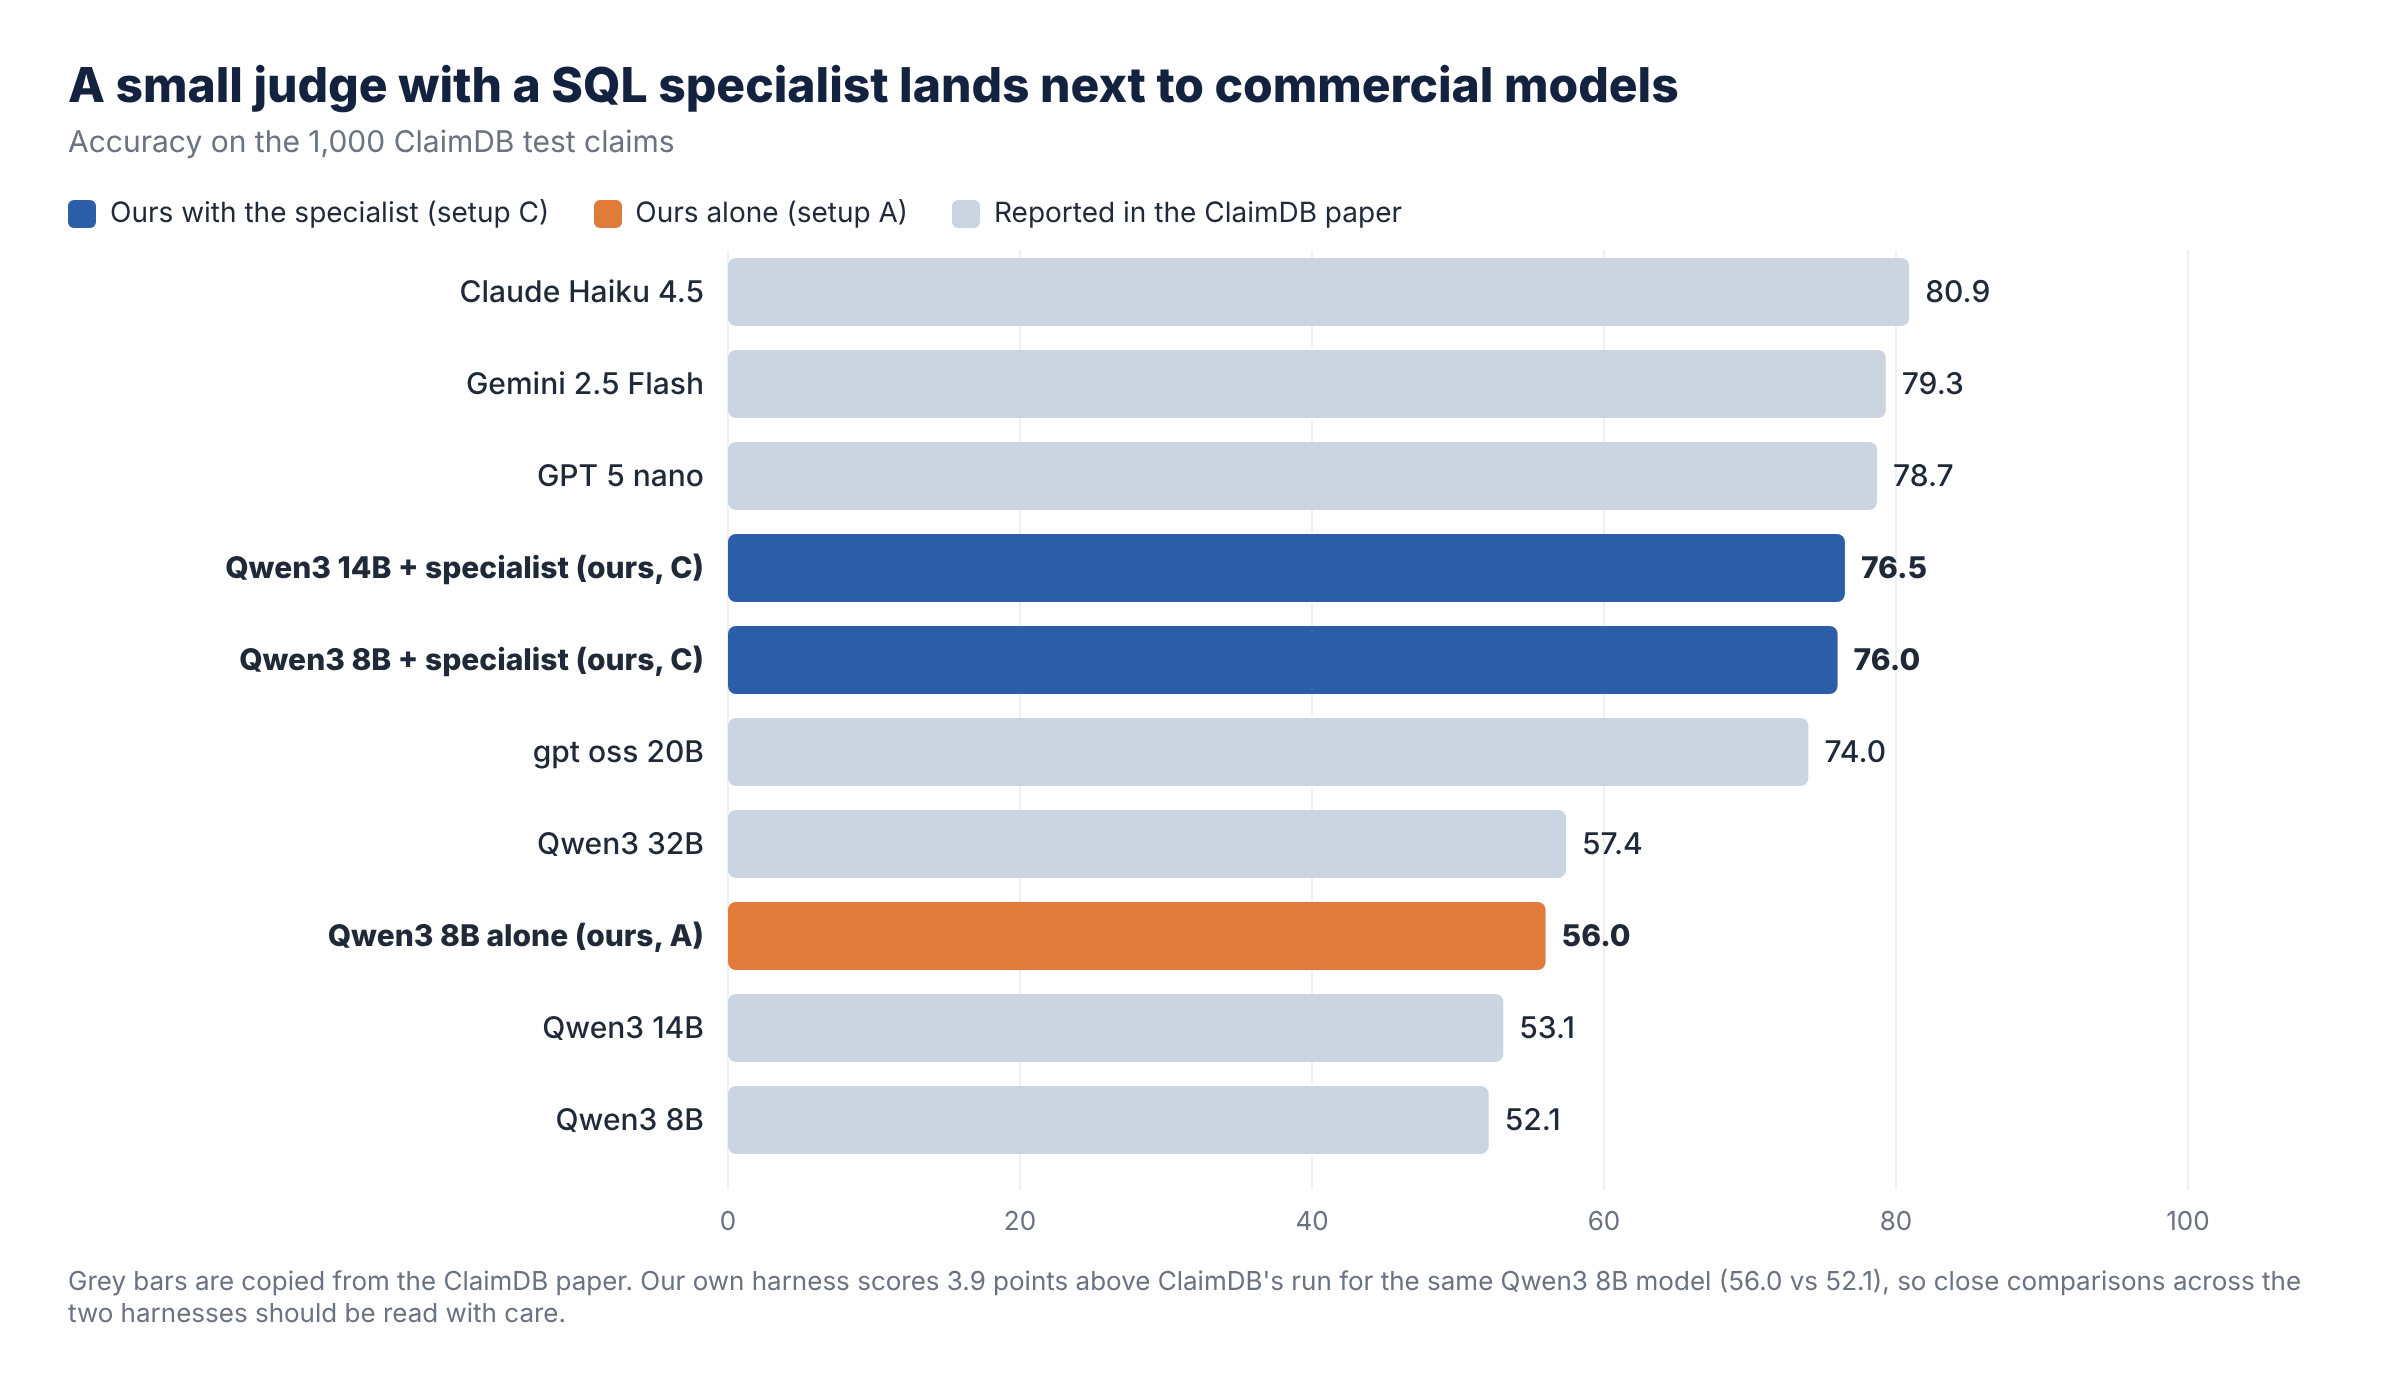 A small judge with a SQL specialist lands next to commercial models
Accuracy on the 1,000 ClaimDB test claims
Ours with the specialist (setup C) Ours alone (setup A) Reported in the ClaimDB paper
Claude Haiku 4.5 80.9
Gemini 2.5 Flash 79.3
GPT 5 nano 78.7
Qwen3 14B + specialist (ours, C) 76.5
Qwen3 8B + specialist (ours, C) 76.0
gpt oss 20B 74.0
Qwen3 32B 57.4
Qwen3 8B alone (ours, A) 56.0
Qwen3 14B 53.1
Qwen3 8B 52.1
0 20 40 60 80 100
Grey bars are copied from the ClaimDB paper. Our own harness scores 3.9 points above ClaimDB's run for the same Qwen3 8B model (56.0 vs 52.1), so close comparisons across the
two harnesses should be read with care.